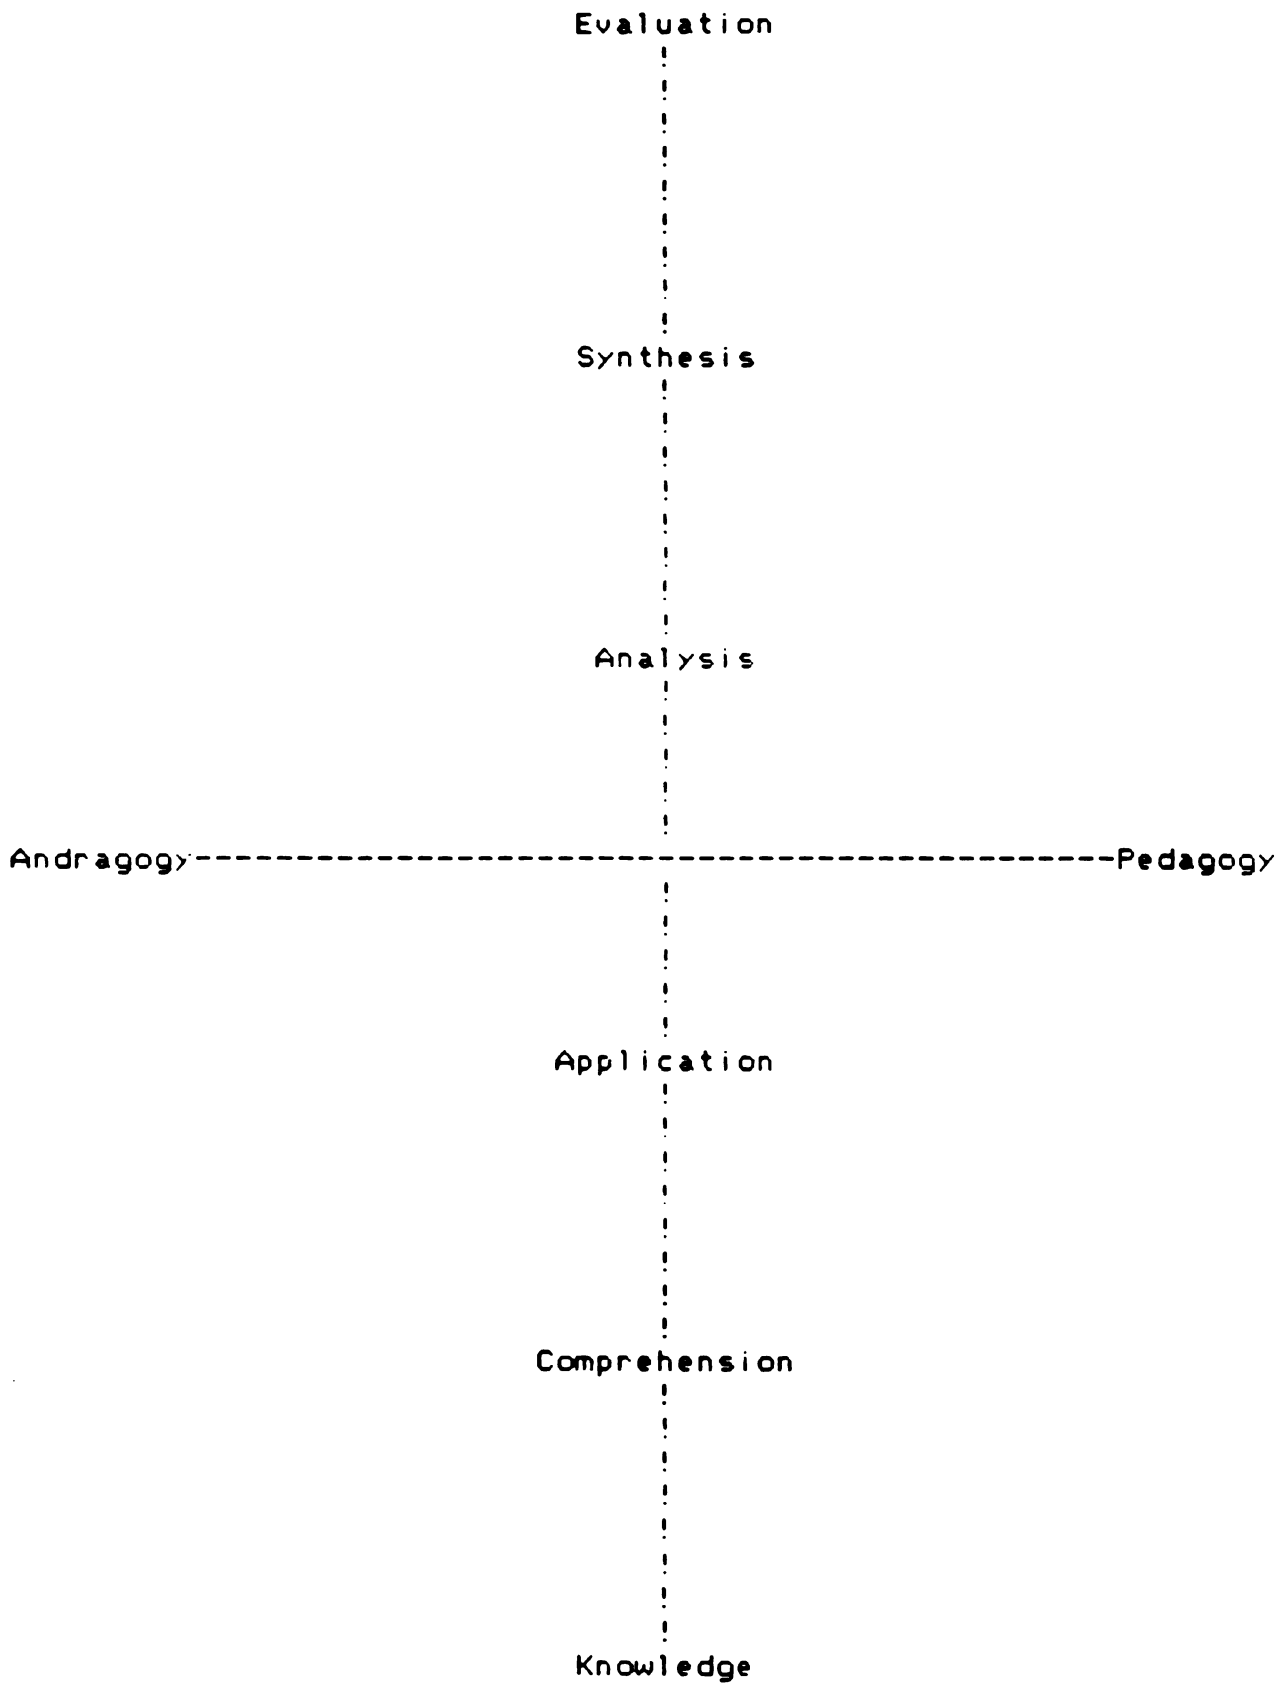 Evaluation
Synthesis
Analysis
Andragogy Pedagogy
Application
Comprehension
Knowledge